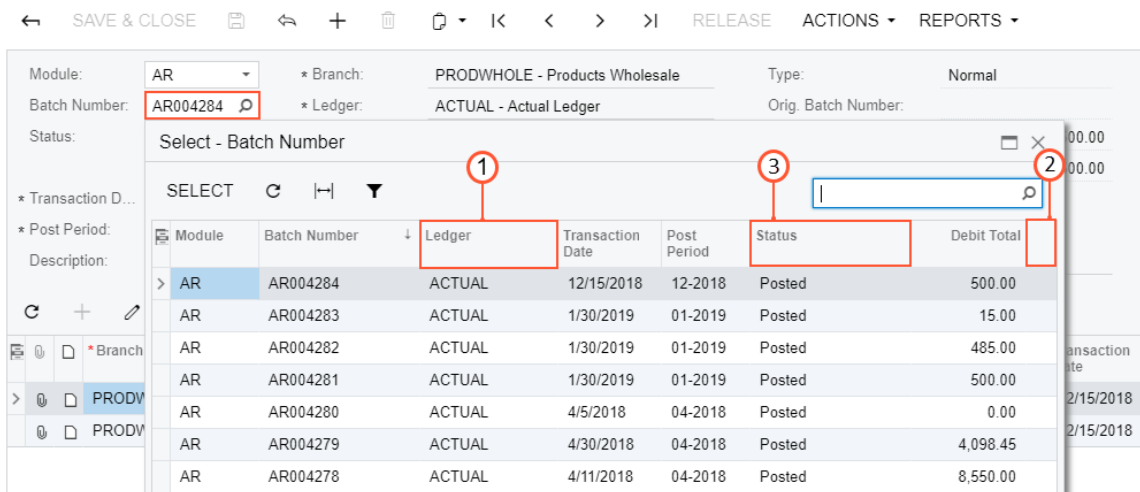 SAVE & CLOSE RELEASE ACTIONS REPORTS
Module: AR * Branch: PRODWHOLE - Products Wholesale Type: Normal
Batch Number: AR004284 * Ledger: ACTUAL - Actual Ledger Orig. Batch Number:
Status: Select - Batch Number 00.00
1 3 2 00.00
* Transaction D... SELECT
* Post Period: Module Batch Number Ledger Transaction Date Post Period Status Debit Total
Description:
AR AR004284 ACTUAL 12/15/2018 12-2018 Posted 500.00
AR AR004283 ACTUAL 1/30/2019 01-2019 Posted 15.00
* Branch AR AR004282 ACTUAL 1/30/2019 01-2019 Posted 485.00 ansaction
AR AR004281 ACTUAL 1/30/2019 01-2019 Posted 500.00
PRODW AR AR004280 ACTUAL 4/5/2018 04-2018 Posted 0.00 2/15/2018
PRODW AR AR004279 ACTUAL 4/30/2018 04-2018 Posted 4,098.45 2/15/2018
AR AR004278 ACTUAL 4/11/2018 04-2018 Posted 8,550.00